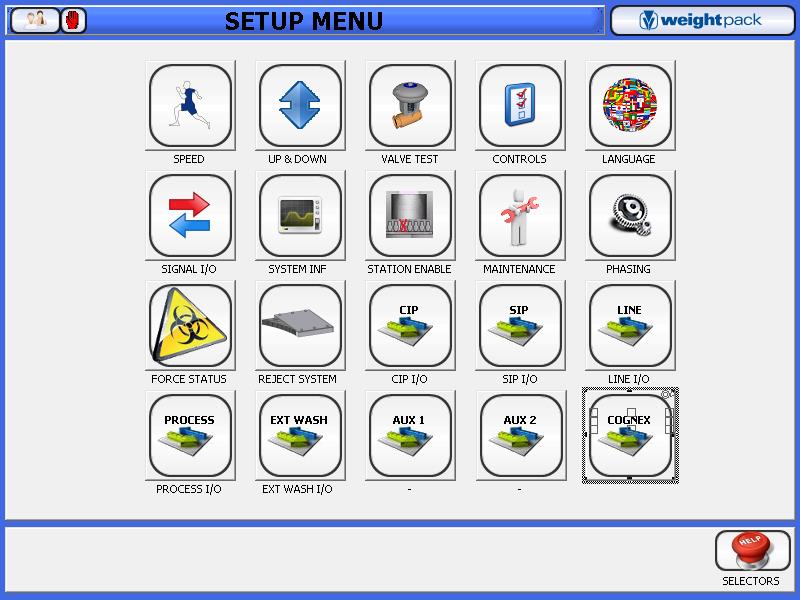 SETUP MENU
weightpack
SPEED
UP & DOWN
VALVE TEST
CONTROLS
LANGUAGE
SIGNAL I/O
SYSTEM INF
STATION ENABLE
MAINTENANCE
PHASING
CIP
SIP
LINE
FORCE STATUS
REJECT SYSTEM
CIP I/O
SIP I/O
LINE I/O
PROCESS
EXT WASH
AUX 1
AUX 2
COGNEX
PROCESS I/O
EXT WASH I/O
-
-
HELP
SELECTORS